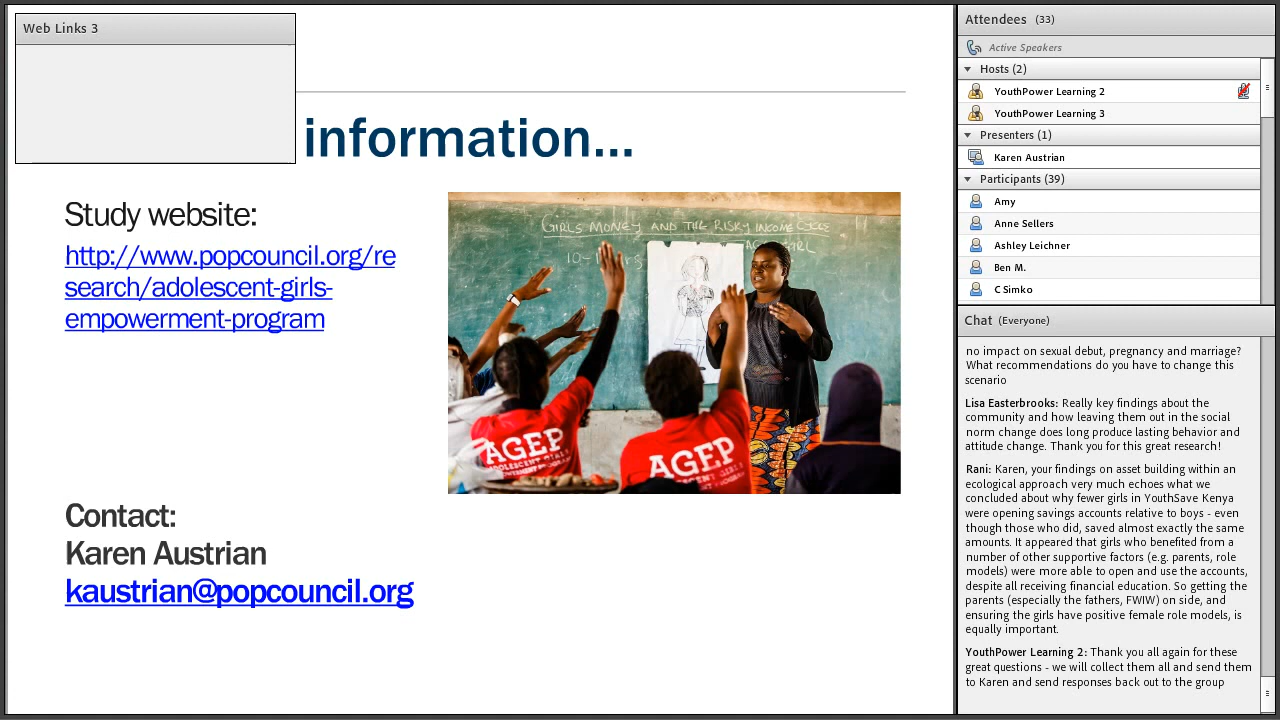 Web Links 3
information...
Study website:
http://www.popcouncil.org/re
search/adolescent-girls-
empowerment-program
GIRLS MONEY AND THE RISKY INCOME CYCLE
AGEP GIRL
10-14 yrs
AGEP
ADOLESCENT GIRLS
EMPOWERMENT PROGRAM
AGEP
ADOLESCENT GIRLS
Contact:
Karen Austrian
kaustrian@popcouncil.org
Attendees (33)
Active Speakers
Hosts (2)
YouthPower Learning 2
YouthPower Learning 3
Presenters (1)
Karen Austrian
Participants (39)
Amy
Anne Sellers
Ashley Leichner
Ben M.
C Simko
Chat (Everyone)
no impact on sexual debut, pregnancy and marriage?
What recommendations do you have to change this
scenario
Lisa Easterbrooks: Really key findings about the
community and how leaving them out in the social
norm change does long produce lasting behavior and
attitude change. Thank you for this great research!
Rani: Karen, your findings on asset building within an
ecological approach very much echoes what we
concluded about why fewer girls in YouthSave Kenya
were opening savings accounts relative to boys - even
though those who did, saved almost exactly the same
amounts. It appeared that girls who benefited from a
number of other supportive factors (e.g. parents, role
models) were more able to open and use the accounts,
despite all receiving financial education. So getting the
parents (especially the fathers, FWIW) on side, and
ensuring the girls have positive female role models, is
equally important.
YouthPower Learning 2: Thank you all again for these
great questions - we will collect them all and send them
to Karen and send responses back out to the group